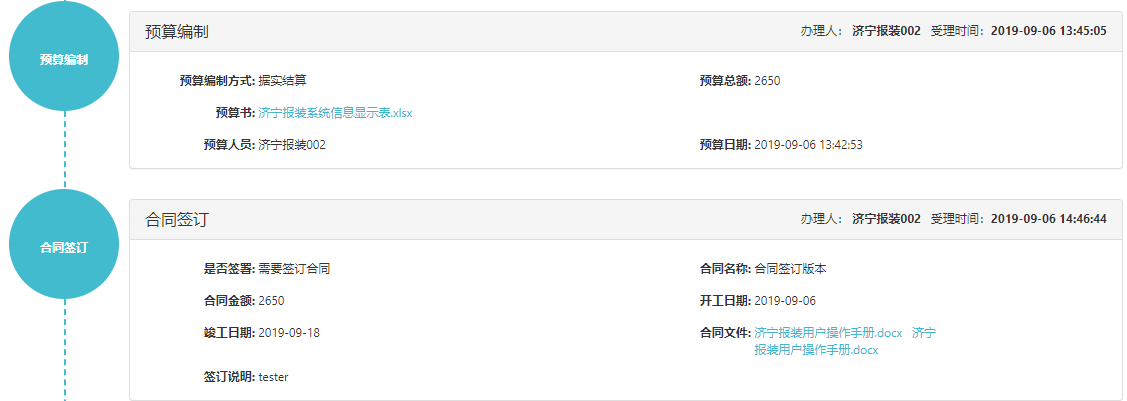 预算编制
预算编制 办理人： 济宁报装002 受理时间：2019-09-06 13:45:05
预算编制方式: 据实结算 预算总额: 2650
预算书: 济宁报装系统信息显示表.xlsx
预算人员: 济宁报装002 预算日期: 2019-09-06 13:42:53
合同签订
合同签订 办理人： 济宁报装002 受理时间：2019-09-06 14:46:44
是否签署: 需要签订合同 合同名称: 合同签订版本
合同金额: 2650 开工日期: 2019-09-06
竣工日期: 2019-09-18 合同文件: 济宁报装用户操作手册.docx 济宁
报装用户操作手册.docx
签订说明: tester